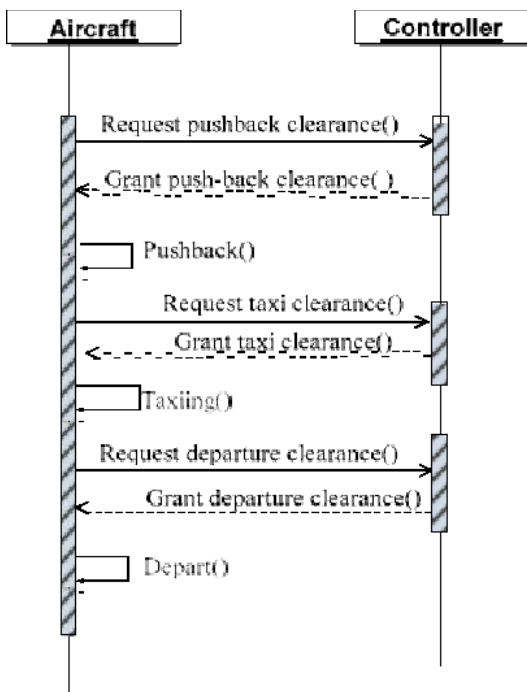 Aircraft
Controller
Request pushback clearance()
Grant push-back clearance( )
Pushback()
Request taxi clearance()
Grant taxi clearance()
Taxiing()
Request departure clearance()
Grant departure clearance()
Depart()